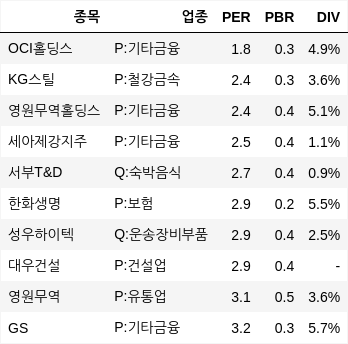 종목 업종 PER PBR DIV
OCI홀딩스 P:기타금융 1.8 0.3 4.9%
KG스틸 P:철강금속 2.4 0.3 3.6%
영원무역홀딩스 P:기타금융 2.4 0.4 5.1%
세아제강지주 P:기타금융 2.5 0.4 1.1%
서부T&D Q:숙박음식 2.7 0.4 0.9%
한화생명 P:보험 2.9 0.2 5.5%
성우하이텍 Q:운송장비부품 2.9 0.4 2.5%
대우건설 P:건설업 2.9 0.4 -
영원무역 P:유통업 3.1 0.5 3.6%
GS P:기타금융 3.2 0.3 5.7%